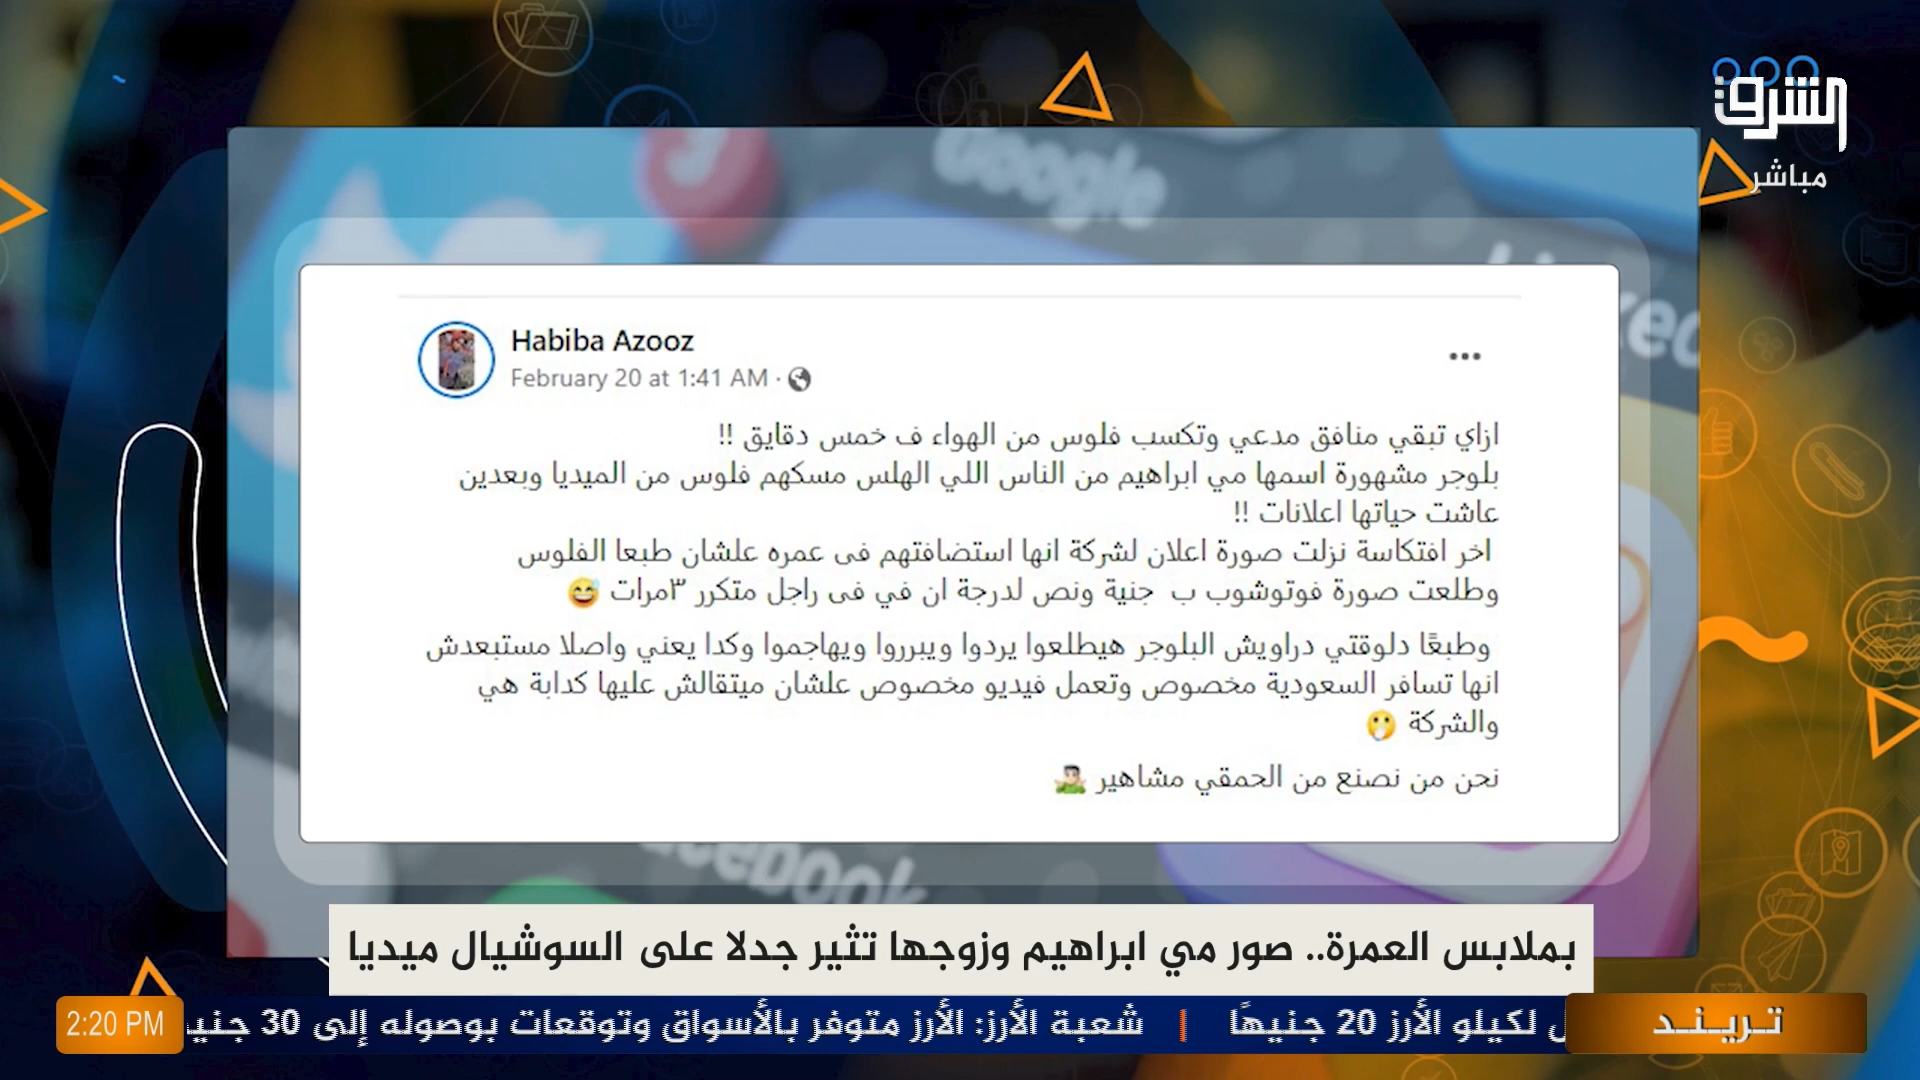 الشرق
مباشر
Google
Habiba Azooz
February 20 at 1:41 AM ·
ازاي تبقي منافق مدعي وتكسب فلوس من الهواء ف خمس دقايق !!
بلوجر مشهورة اسمها مي ابراهيم من الناس اللي الهلس مسكهم فلوس من الميديا وبعدين
عاشت حياتها اعلانات !!
اخر افتكاسة نزلت صورة اعلان لشركة انها استضافتهم فى عمره علشان طبعا الفلوس
وطلعت صورة فوتوشوب ب جنية ونص لدرجة ان في فى راجل متكرر ٣مرات 😅
وطبعًا دلوقتي دراويش البلوجر هيطلعوا يردوا ويبرروا ويهاجموا وكدا يعني واصلا مستبعدش
انها تسافر السعودية مخصوص وتعمل فيديو مخصوص علشان ميتقالش عليها كدابة هي
والشركة 🤫
نحن من نصنع من الحمقي مشاهير
facebook
بملابس العمرة.. صور مي ابراهيم وزوجها تثير جدلا على السوشيال ميديا
تريند
لكيلو الأرز 20 جنيهًا | شعبة الأرز: الأرز متوفر بالأسواق وتوقعات بوصوله إلى 30
2:20 PM